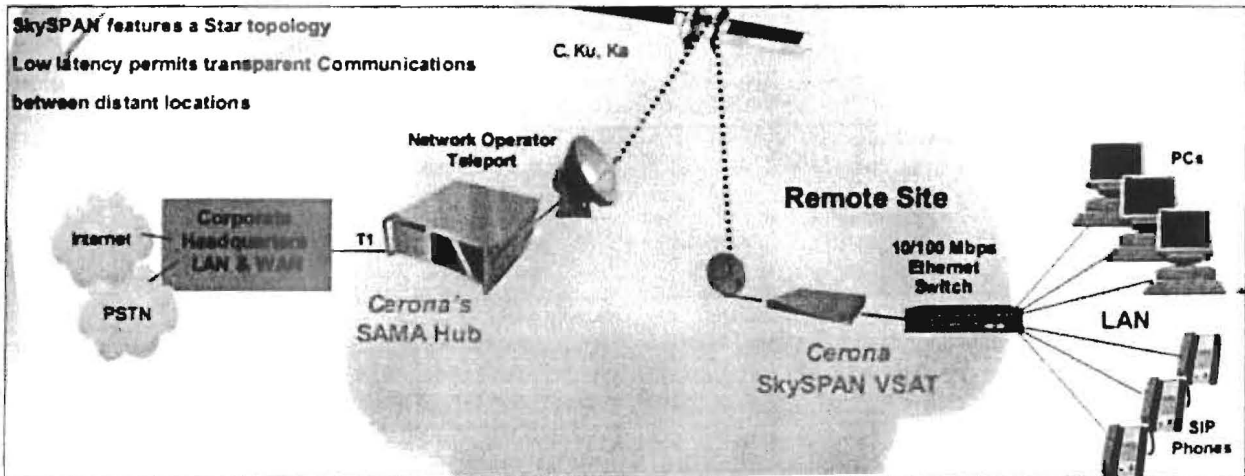 SkySPAN features a Star topology
Low latency permits transparent Communications
between distant locations
C, Ku, Ka
Network Operator
Teleport
Internet
PSTN
Corporate
Headquarters
LAN & WAN
T1
Cerona's
SAMA Hub
Remote Site
10/100 Mbps
Ethernet
Switch
Cerona
SkySPAN VSAT
PCs
LAN
SIP
Phones